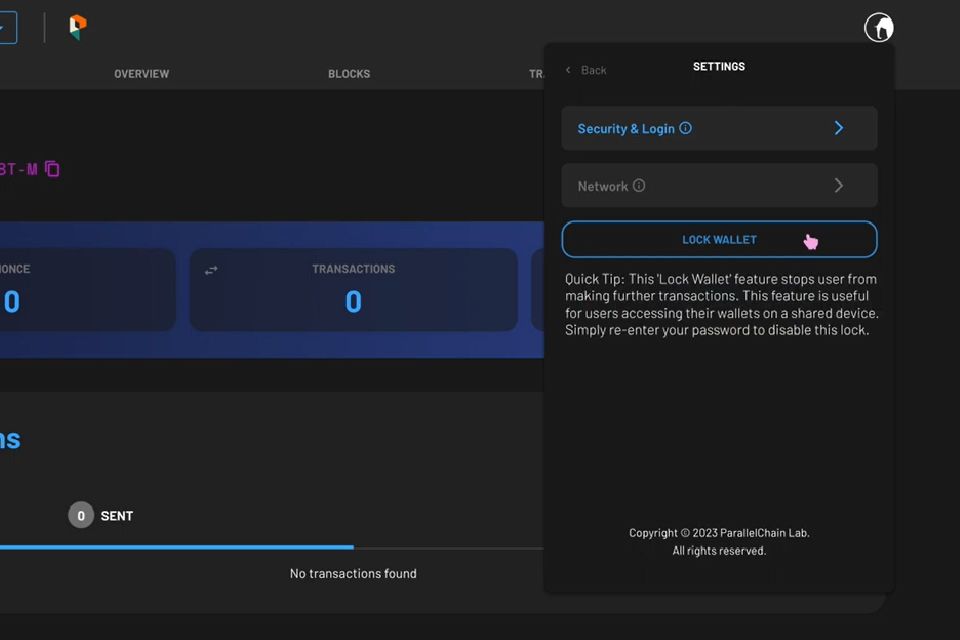 OVERVIEW
BLOCKS
TR
Back
SETTINGS
Security & Login
Network
LOCK WALLET
Quick Tip: This 'Lock Wallet' feature stops user from
making further transactions. This feature is useful
for users accessing their wallets on a shared device.
Simply re-enter your password to disable this lock.
BT-M
NONCE
0
TRANSACTIONS
0
ns
0 SENT
No transactions found
Copyright © 2023 ParallelChain Lab.
All rights reserved.